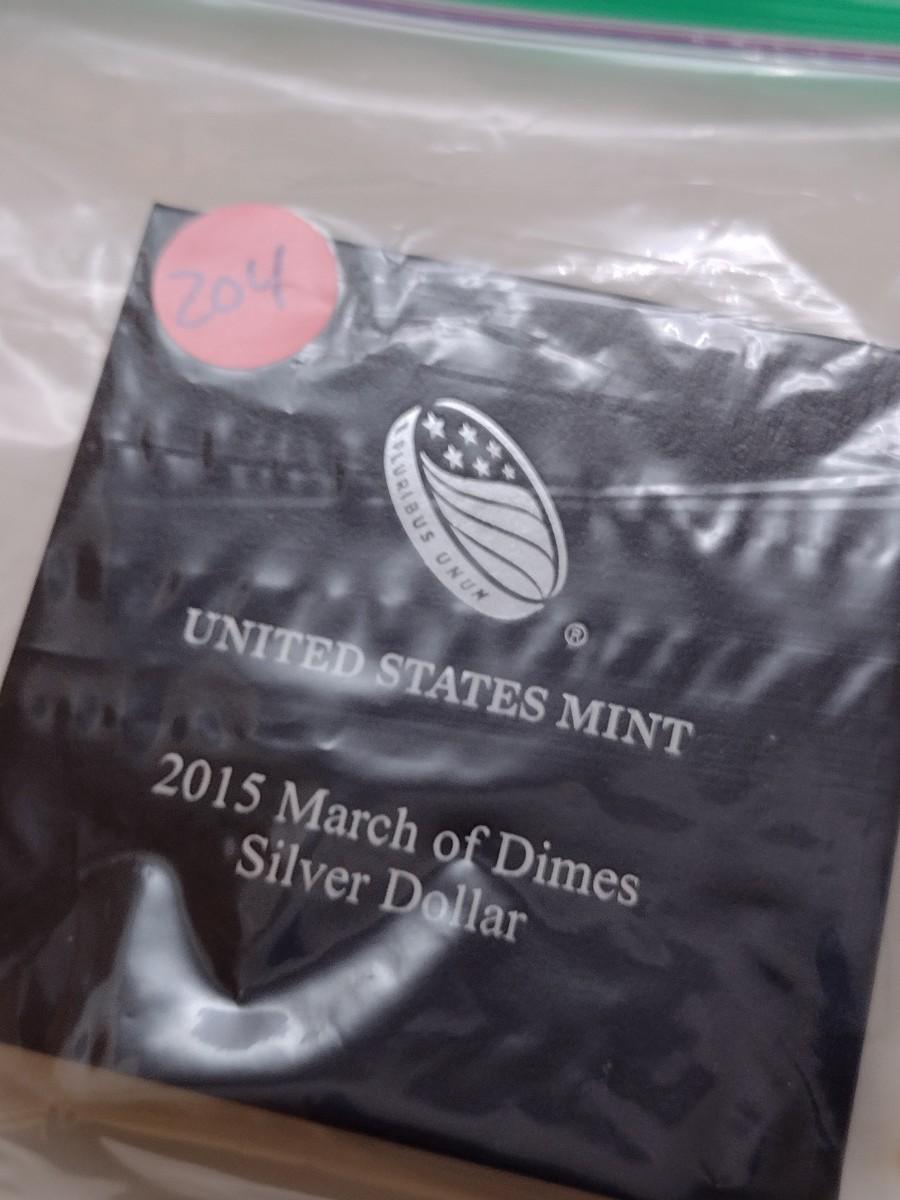 204
E PLURIBUS UNUM
®
UNITED STATES MINT
2015 March of Dimes
Silver Dollar